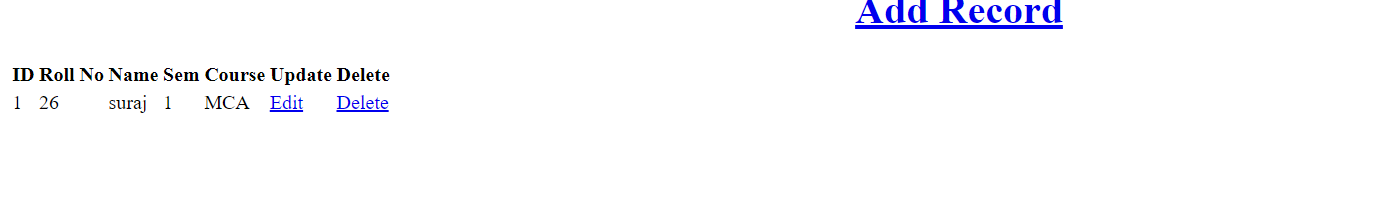 Add Record
ID Roll No Name Sem Course Update Delete
1 26 suraj 1 MCA Edit Delete